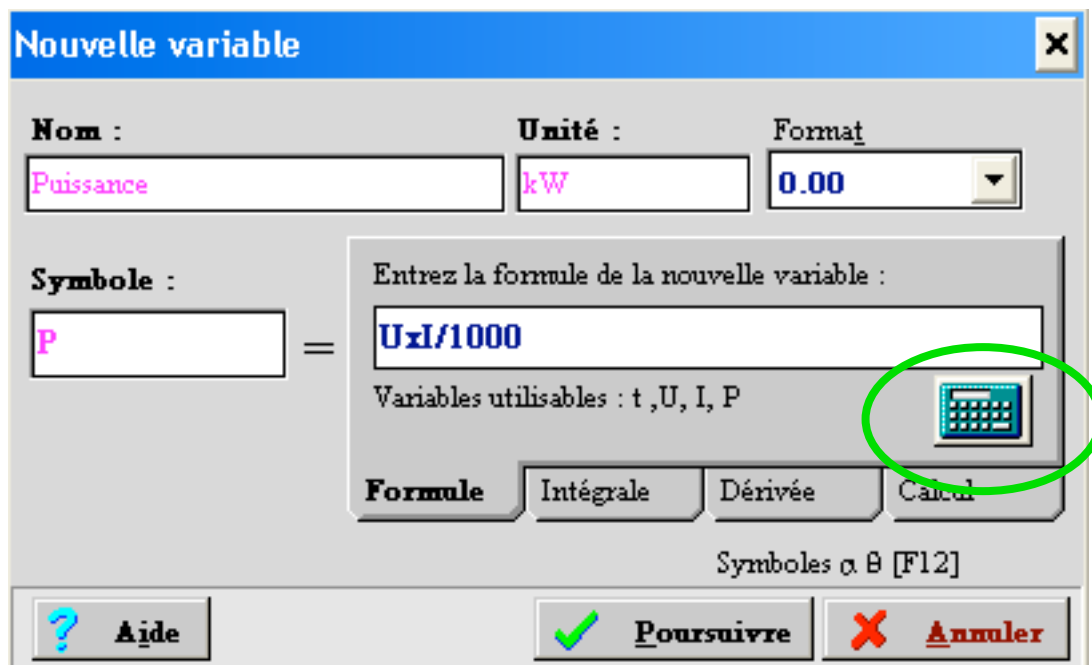 Nouvelle variable
Nom :
Unité :
Format
Puissance
kW
0.00
Symbole :
Entrez la formule de la nouvelle variable :
P
=
UxI/1000
Variables utilisables : t ,U, I, P
Formule
Intégrale
Dérivée
Calcul
Symboles α θ [F12]
? Aide
Poursuivre
Annuler